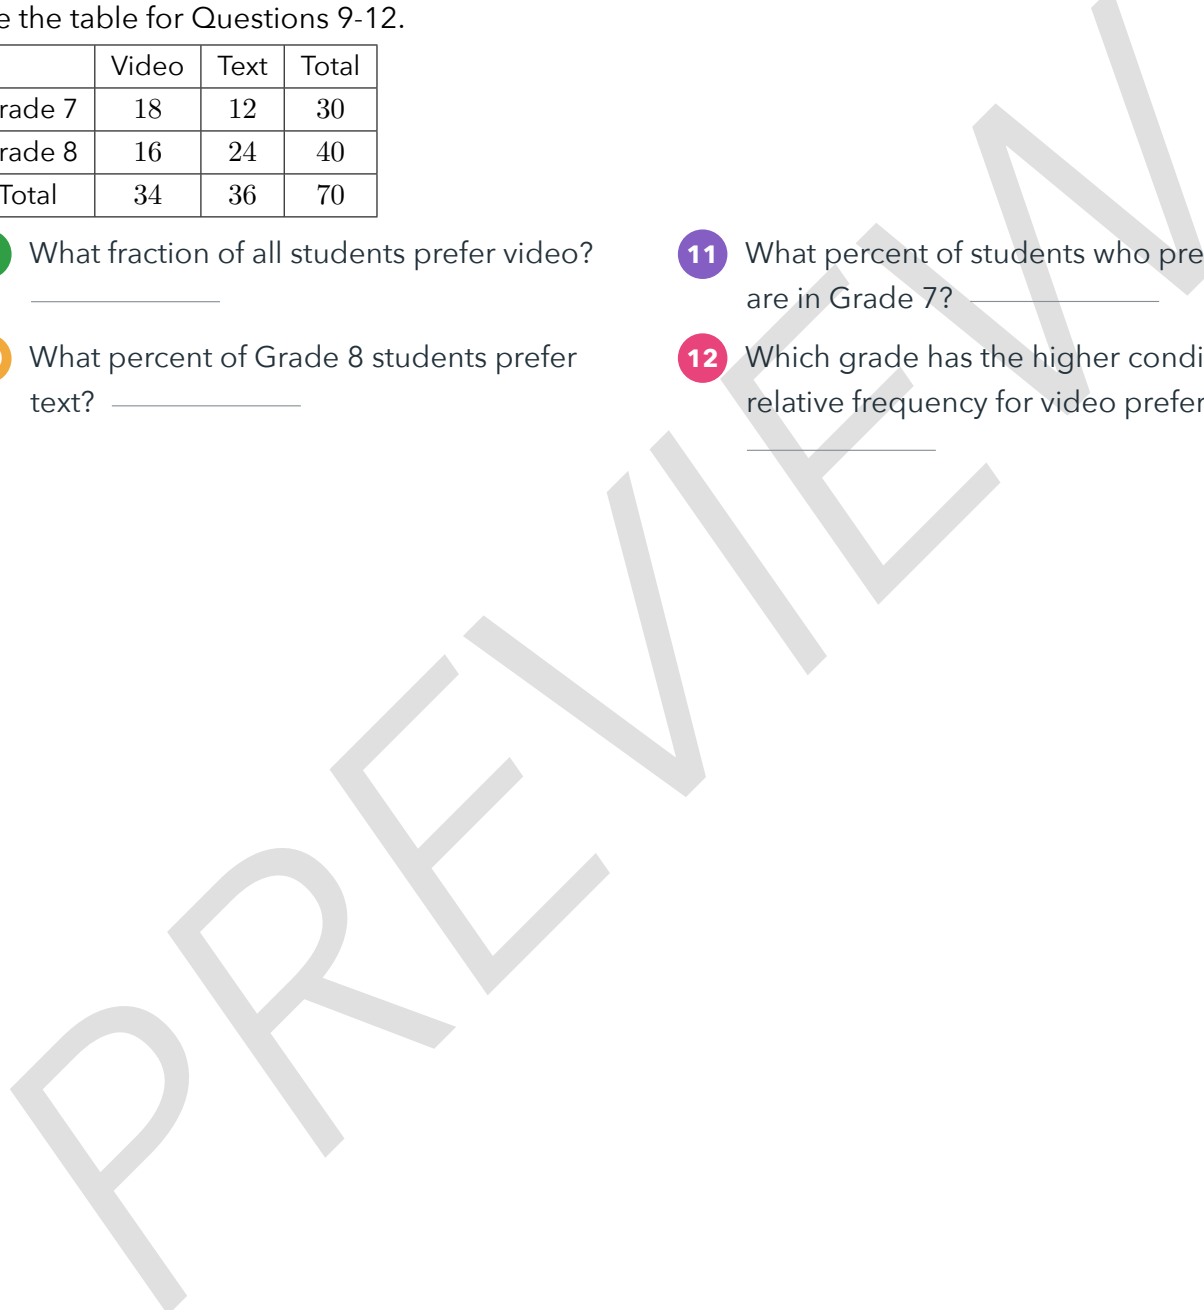 e the table for Questions 9-12.
Video Text Total
rade 7 18 12 30
rade 8 16 24 40
Total 34 36 70
What fraction of all students prefer video?
What percent of Grade 8 students prefer
text?
11 What percent of students who pre
are in Grade 7?
12 Which grade has the higher condi
relative frequency for video prefer
PREVIEW